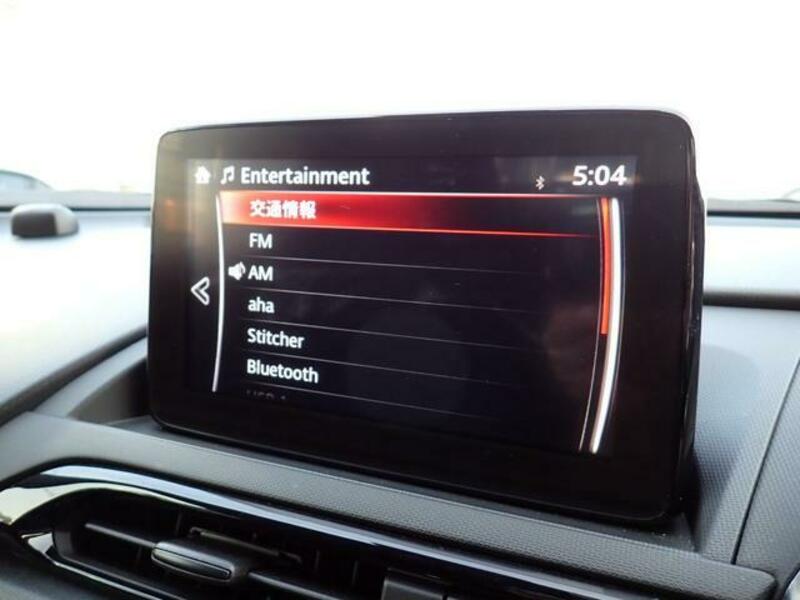 Entertainment 5:04
交通情報
FM
AM
aha
Stitcher
Bluetooth